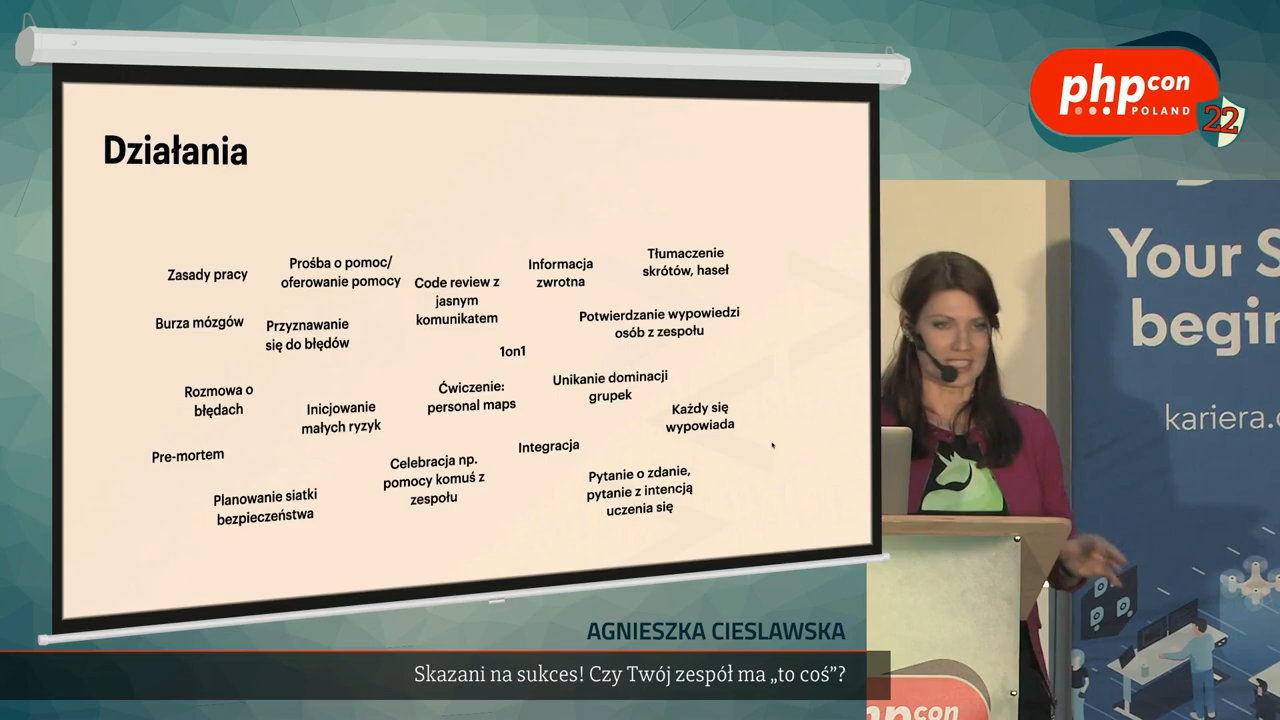 php con
POLAND
22
Działania
Zasady pracy
Prośba o pomoc/
oferowanie pomocy
Code review z
jasnym
komunikatem
Informacja
zwrotna
Tłumaczenie
skrótów, haseł
Burza mózgów
Przyznawanie
się do błędów
Potwierdzanie wypowiedzi
osób z zespołu
1on1
Rozmowa o
błędach
Inicjowanie
małych ryzyk
Ćwiczenie:
personal maps
Unikanie dominacji
grupek
Każdy się
wypowiada
Pre-mortem
Planowanie siatki
bezpieczeństwa
Celebracja np.
pomocy komuś z
zespołu
Integracja
Pytanie o zdanie,
pytanie z intencją
uczenia się
Your S
begin
kariera.
AGNIESZKA CIESLAWSKA
Skazani na sukces! Czy Twój zespół ma „to coś”?
php con